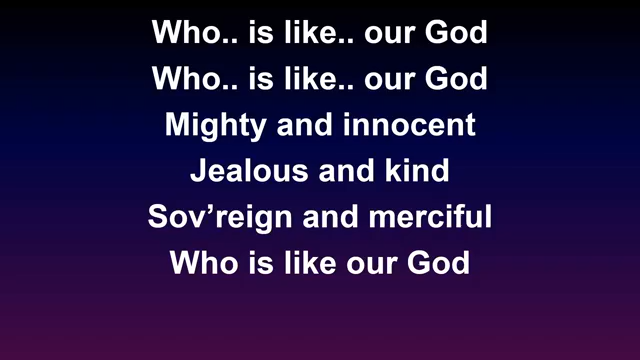 Who.. is like.. our God
Who.. is like.. our God
Mighty and innocent
Jealous and kind
Sov’reign and merciful
Who is like our God